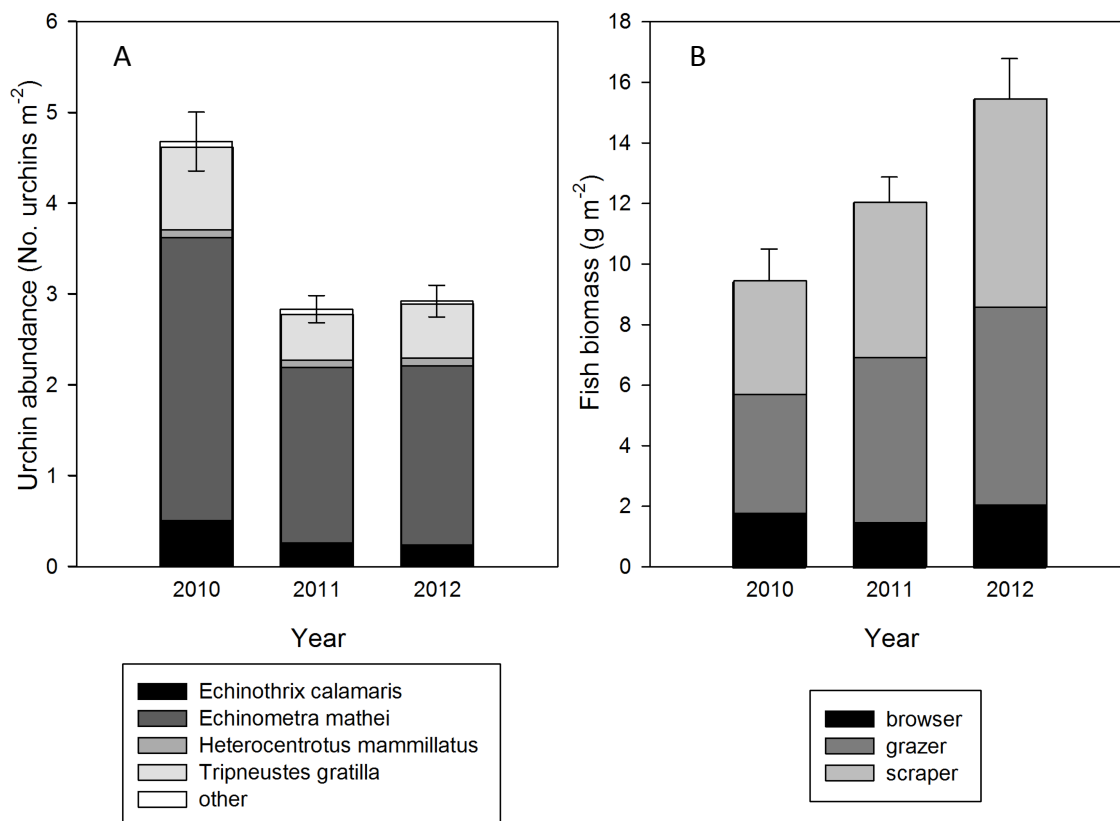 A
Urchin abundance (No. urchins m⁻²)
6
5
4
3
2
1
0
2010 2011 2012
Year
Echinothrix calamaris
Echinometra mathei
Heterocentrotus mammillatus
Tripneustes gratilla
other
B
Fish biomass (g m⁻²)
18
16
14
12
10
8
6
4
2
0
2010 2011 2012
Year
browser
grazer
scraper